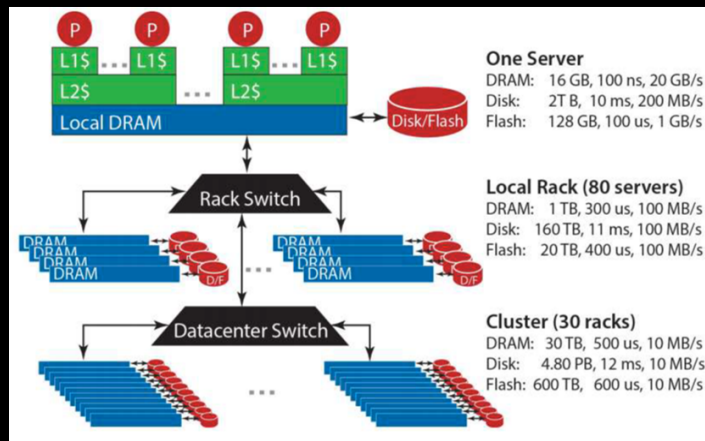 P P P P
L1$ ... L1$ L1$ ... L1$
L2$ ... L2$
Local DRAM
Disk/Flash
One Server
DRAM: 16 GB, 100 ns, 20 GB/s
Disk: 2T B, 10 ms, 200 MB/s
Flash: 128 GB, 100 us, 1 GB/s
Rack Switch
Local Rack (80 servers)
DRAM: 1 TB, 300 us, 100 MB/s
Disk: 160 TB, 11 ms, 100 MB/s
Flash: 20 TB, 400 us, 100 MB/s
DRAM DRAM
DRAM DRAM
DRAM DRAM
DRAM DRAM
D/F D/F
...
Datacenter Switch
Cluster (30 racks)
DRAM: 30 TB, 500 us, 10 MB/s
Disk: 4.80 PB, 12 ms, 10 MB/s
Flash: 600 TB, 600 us, 10 MB/s
...